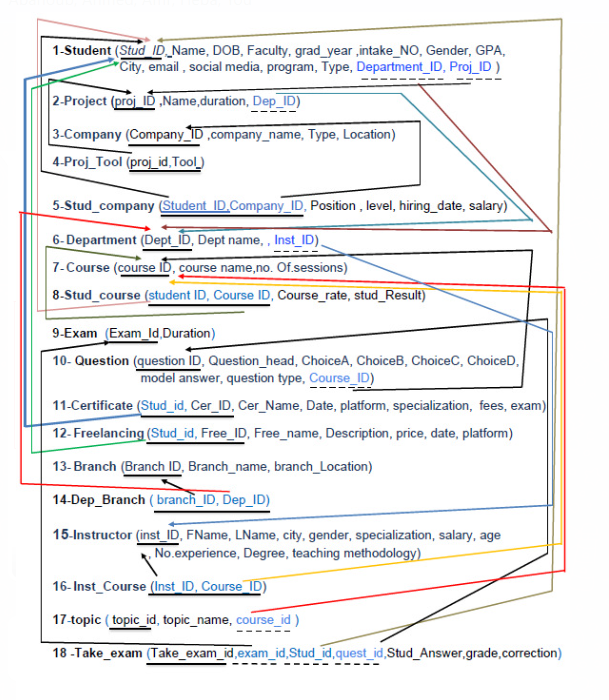 1-Student (Stud_ID, Name, DOB, Faculty, grad_year ,intake_NO, Gender, GPA,
City, email , social media, program, Type, Department_ID, Proj_ID )
2-Project (proj_ID ,Name,duration, Dep_ID)
3-Company (Company_ID ,company_name, Type, Location)
4-Proj_Tool (proj_id,Tool )
5-Stud_company (Student_ID,Company_ID, Position , level, hiring_date, salary)
6- Department (Dept_ID, Dept name, , Inst_ID)
7- Course (course ID, course name,no. Of.sessions)
8-Stud_course (student ID, Course ID, Course_rate, stud_Result)
9-Exam (Exam_Id,Duration)
10- Question (question ID, Question_head, ChoiceA, ChoiceB, ChoiceC, ChoiceD,
model answer, question type, Course_ID)
11-Certificate (Stud_id, Cer_ID, Cer_Name, Date, platform, specialization, fees, exam)
12- Freelancing (Stud_id, Free_ID, Free_name, Description, price, date, platform)
13- Branch (Branch ID, Branch_name, branch_Location)
14-Dep_Branch ( branch_ID, Dep_ID)
15-Instructor (inst_ID, FName, LName, city, gender, specialization, salary, age
, No.experience, Degree, teaching methodology)
16- Inst_Course (Inst_ID, Course_ID)
17-topic ( topic_id, topic_name, course_id )
18 -Take_exam (Take_exam_id,exam_id,Stud_id,quest_id,Stud_Answer,grade,correction)